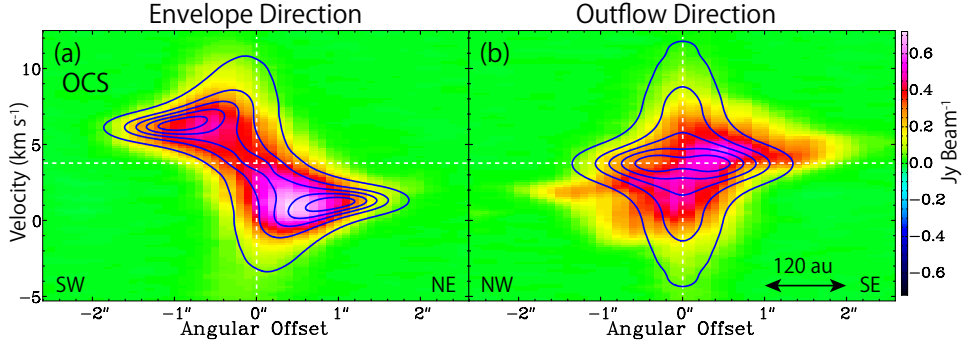 Envelope Direction
Outflow Direction
(a)
OCS
(b)
Velocity (km s⁻¹)
10
5
0
−5
SW
NE
−2″
−1″
0″
1″
2″
Angular Offset
NW
120 au
SE
−2″
−1″
0″
1″
2″
Angular Offset
0.6
0.4
0.2
0.0
−0.2
−0.4
−0.6
Jy Beam⁻¹